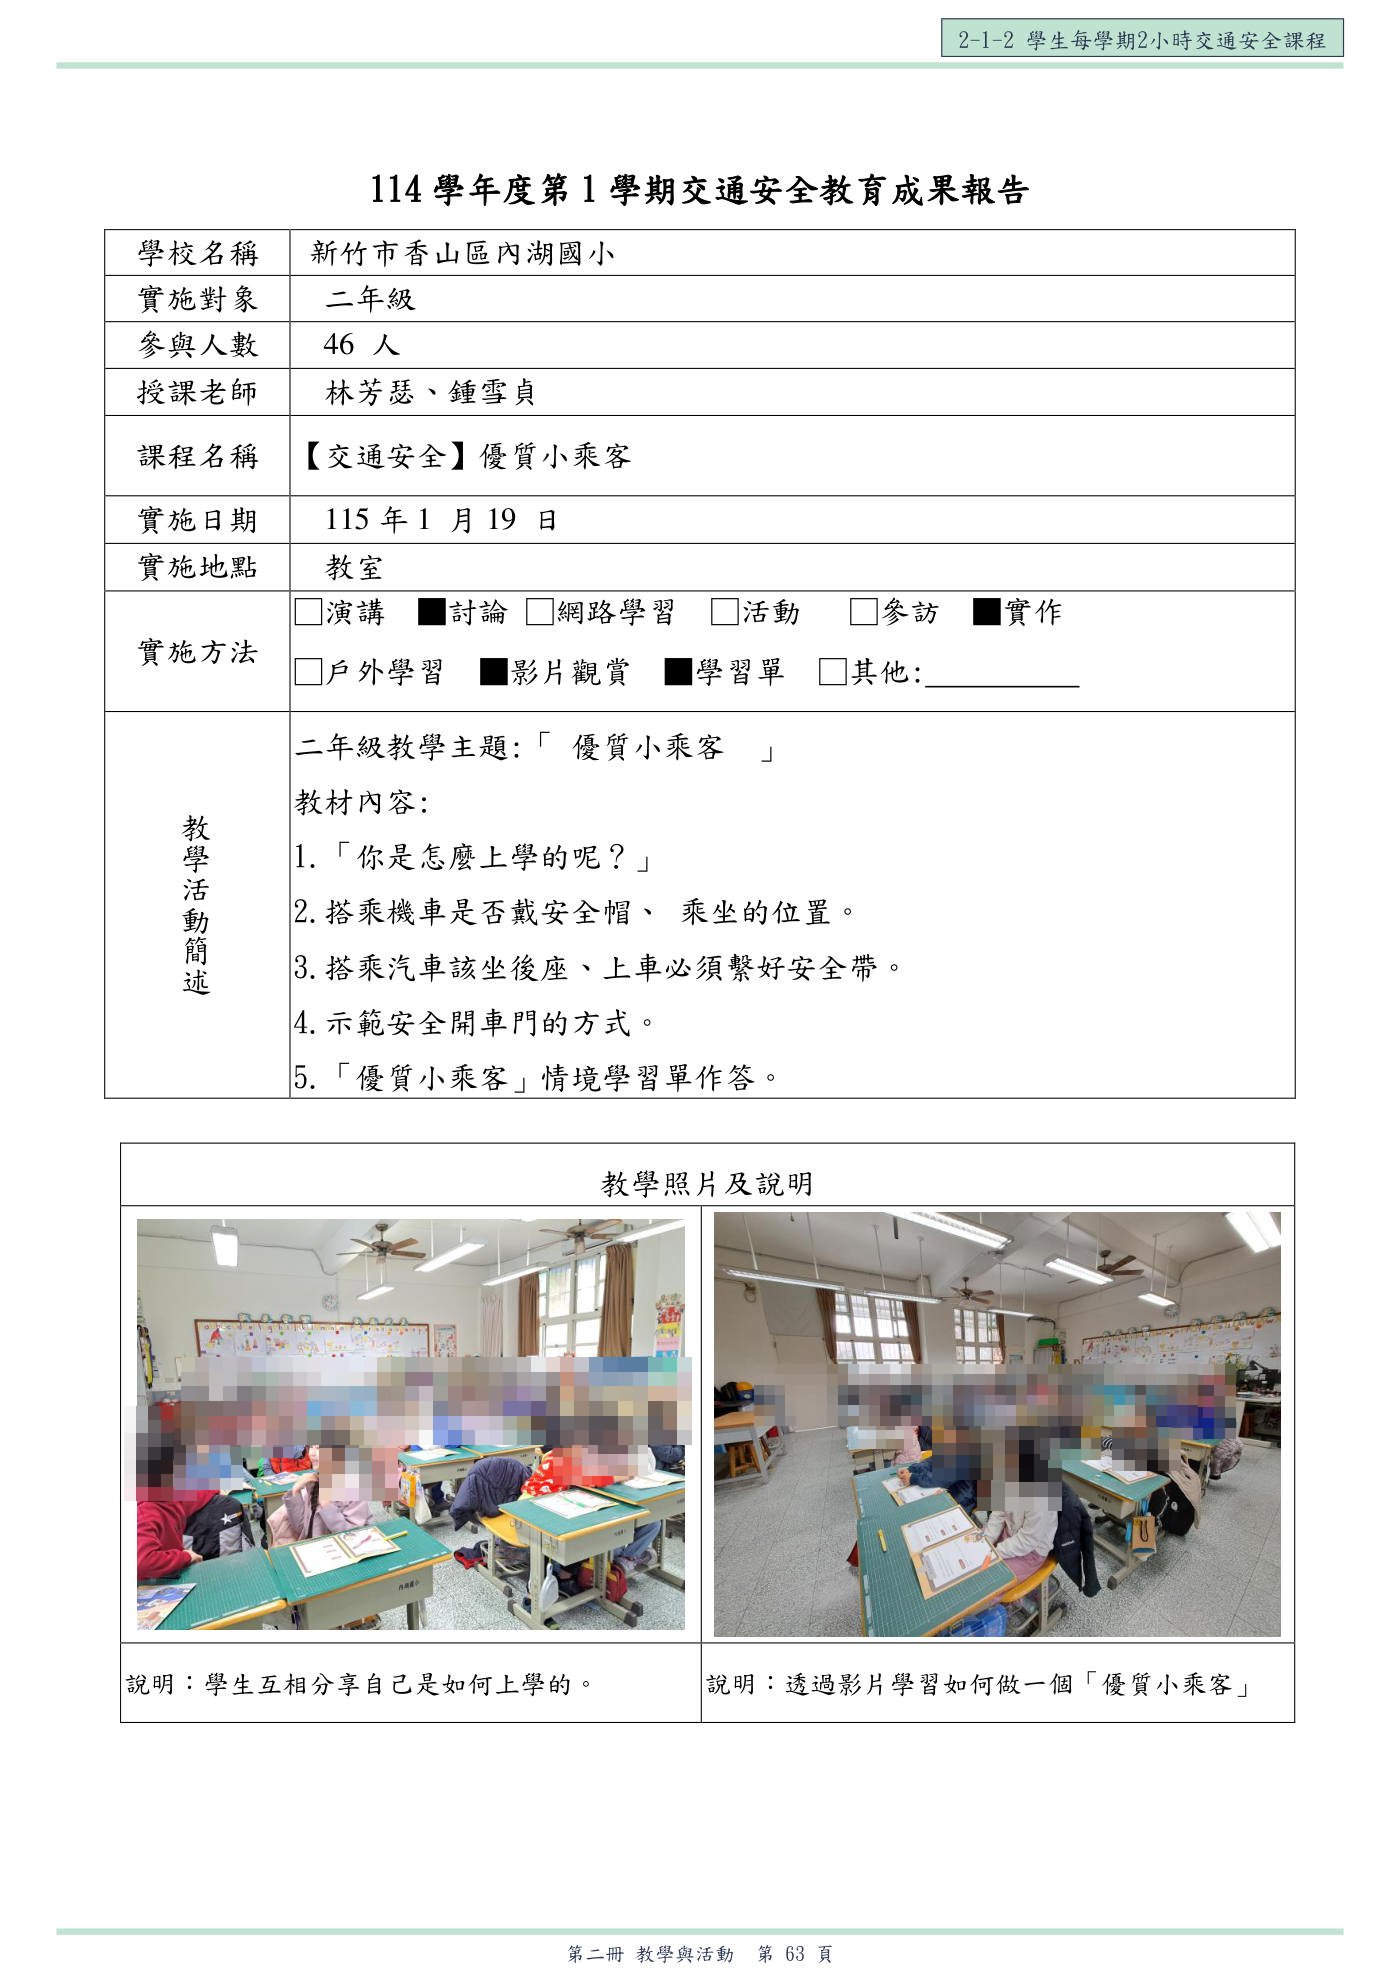 2-1-2 學生每學期2小時交通安全課程
114 學年度第 1 學期交通安全教育成果報告
學校名稱 新竹市香山區內湖國小
實施對象 二年級
參與人數 46 人
授課老師 林芳瑟、鍾雪貞
課程名稱 【交通安全】優質小乘客
實施日期 115 年 1 月 19 日
實施地點 教室
實施方法
□演講 ■討論 □網路學習 □活動 □參訪 ■實作
□戶外學習 ■影片觀賞 ■學習單 □其他:__________
教學活動簡述
二年級教學主題:「 優質小乘客 」
教材內容:
1.「你是怎麼上學的呢？」
2.搭乘機車是否戴安全帽、 乘坐的位置。
3.搭乘汽車該坐後座、上車必須繫好安全帶。
4.示範安全開車門的方式。
5.「優質小乘客」情境學習單作答。
教學照片及說明
說明：學生互相分享自己是如何上學的。
說明：透過影片學習如何做一個「優質小乘客」
第二冊 教學與活動 第 63 頁